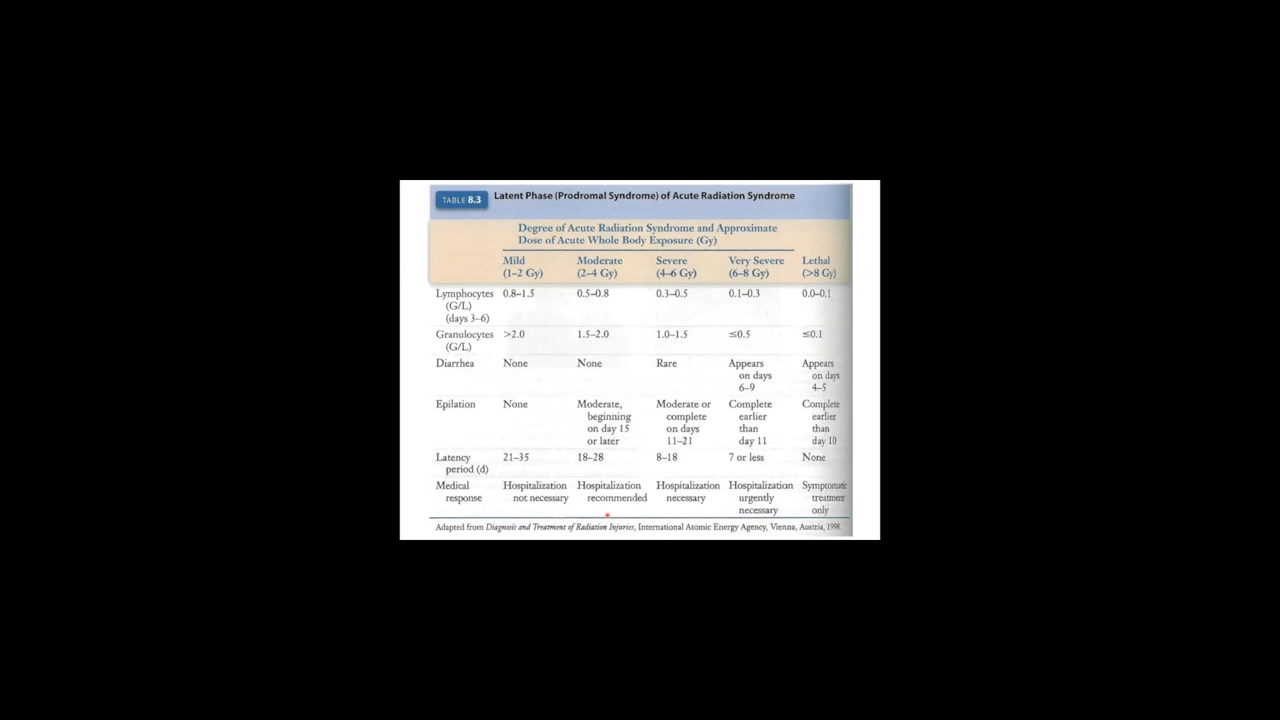 TABLE 8.3 Latent Phase (Prodromal Syndrome) of Acute Radiation Syndrome
Degree of Acute Radiation Syndrome and Approximate
Dose of Acute Whole Body Exposure (Gy)
Mild Moderate Severe Very Severe Lethal
(1–2 Gy) (2–4 Gy) (4–6 Gy) (6–8 Gy) (>8 Gy)
Lymphocytes 0.8–1.5 0.5–0.8 0.3–0.5 0.1–0.3 0.0–0.1
(G/L)
(days 3–6)
Granulocytes >2.0 1.5–2.0 1.0–1.5 ≤0.5 ≤0.1
(G/L)
Diarrhea None None Rare Appears Appears
on days on days
6–9 4–5
Epilation None Moderate, Moderate or Complete Complete
beginning complete earlier earlier
on day 15 on days than than
or later 11–21 day 11 day 10
Latency 21–35 18–28 8–18 7 or less None
period (d)
Medical Hospitalization Hospitalization Hospitalization Hospitalization Symptomatic
response not necessary recommended necessary urgently treatment
necessary only
Adapted from Diagnosis and Treatment of Radiation Injuries, International Atomic Energy Agency, Vienna, Austria, 1998.